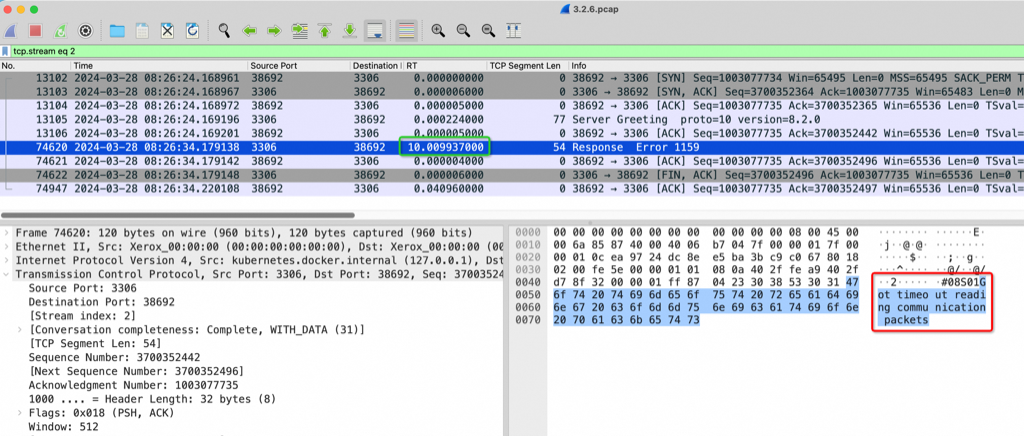 3.2.6.pcap
tcp.stream eq 2
No. Time Source Port Destination RT TCP Segment Len Info
13102 2024-03-28 08:26:24.168961 38692 3306 0.000000000 0 38692 → 3306 [SYN] Seq=1003077734 Win=65495 Len=0 MSS=65495 SACK_PERM T
13103 2024-03-28 08:26:24.168967 3306 38692 0.000006000 0 3306 → 38692 [SYN, ACK] Seq=3700352364 Ack=1003077735 Win=65483 Len=0 M
13104 2024-03-28 08:26:24.168972 38692 3306 0.000005000 0 38692 → 3306 [ACK] Seq=1003077735 Ack=3700352365 Win=65536 Len=0 TSval=
13105 2024-03-28 08:26:24.169196 3306 38692 0.000224000 77 Server Greeting proto=10 version=8.2.0
13106 2024-03-28 08:26:24.169201 38692 3306 0.000005000 0 38692 → 3306 [ACK] Seq=1003077735 Ack=3700352442 Win=65536 Len=0 TSval=
74620 2024-03-28 08:26:34.179138 3306 38692 10.009937000 54 Response Error 1159
74621 2024-03-28 08:26:34.179142 38692 3306 0.000004000 0 38692 → 3306 [ACK] Seq=1003077735 Ack=3700352496 Win=65536 Len=0 TSval=
74622 2024-03-28 08:26:34.179148 3306 38692 0.000006000 0 3306 → 38692 [FIN, ACK] Seq=3700352496 Ack=1003077735 Win=65536 Len=0
74947 2024-03-28 08:26:34.220108 38692 3306 0.040960000 0 38692 → 3306 [ACK] Seq=1003077735 Ack=3700352497 Win=65536 Len=0 TSval=
Frame 74620: 120 bytes on wire (960 bits), 120 bytes captured (960 bits)
Ethernet II, Src: Xerox_00:00:00 (00:00:00:00:00:00), Dst: Xerox_00:00:00 (00
Internet Protocol Version 4, Src: kubernetes.docker.internal (127.0.0.1), Dst
Transmission Control Protocol, Src Port: 3306, Dst Port: 38692, Seq: 37003524
Source Port: 3306
Destination Port: 38692
[Stream index: 2]
[Conversation completeness: Complete, WITH_DATA (31)]
[TCP Segment Len: 54]
Sequence Number: 3700352442
[Next Sequence Number: 3700352496]
Acknowledgment Number: 1003077735
1000 .... = Header Length: 32 bytes (8)
Flags: 0x018 (PSH, ACK)
Window: 512
0000 00 00 00 00 00 00 00 00 00 00 00 00 08 00 45 00 ········ ······E·
0010 00 6a 85 87 40 00 40 06 b7 04 7f 00 00 01 7f 00 ·j··@·@· ········
0020 00 01 0c ea 97 24 dc 8e e5 ba 3b c9 c0 67 80 18 ·····$·· ··;··g··
0030 02 00 fe 5e 00 00 01 01 08 0a 40 2f fe a9 40 2f ···^···· ··@/··@/
0040 d7 8f 32 00 00 01 ff 87 04 23 30 38 53 30 31 47 ··2····· ·#08S01G
0050 6f 74 20 74 69 6d 65 6f 75 74 20 72 65 61 64 69 ot timeo ut readi
0060 6e 67 20 63 6f 6d 6d 75 6e 69 63 61 74 69 6f 6e ng commu nication
0070 20 70 61 63 6b 65 74 73 packets